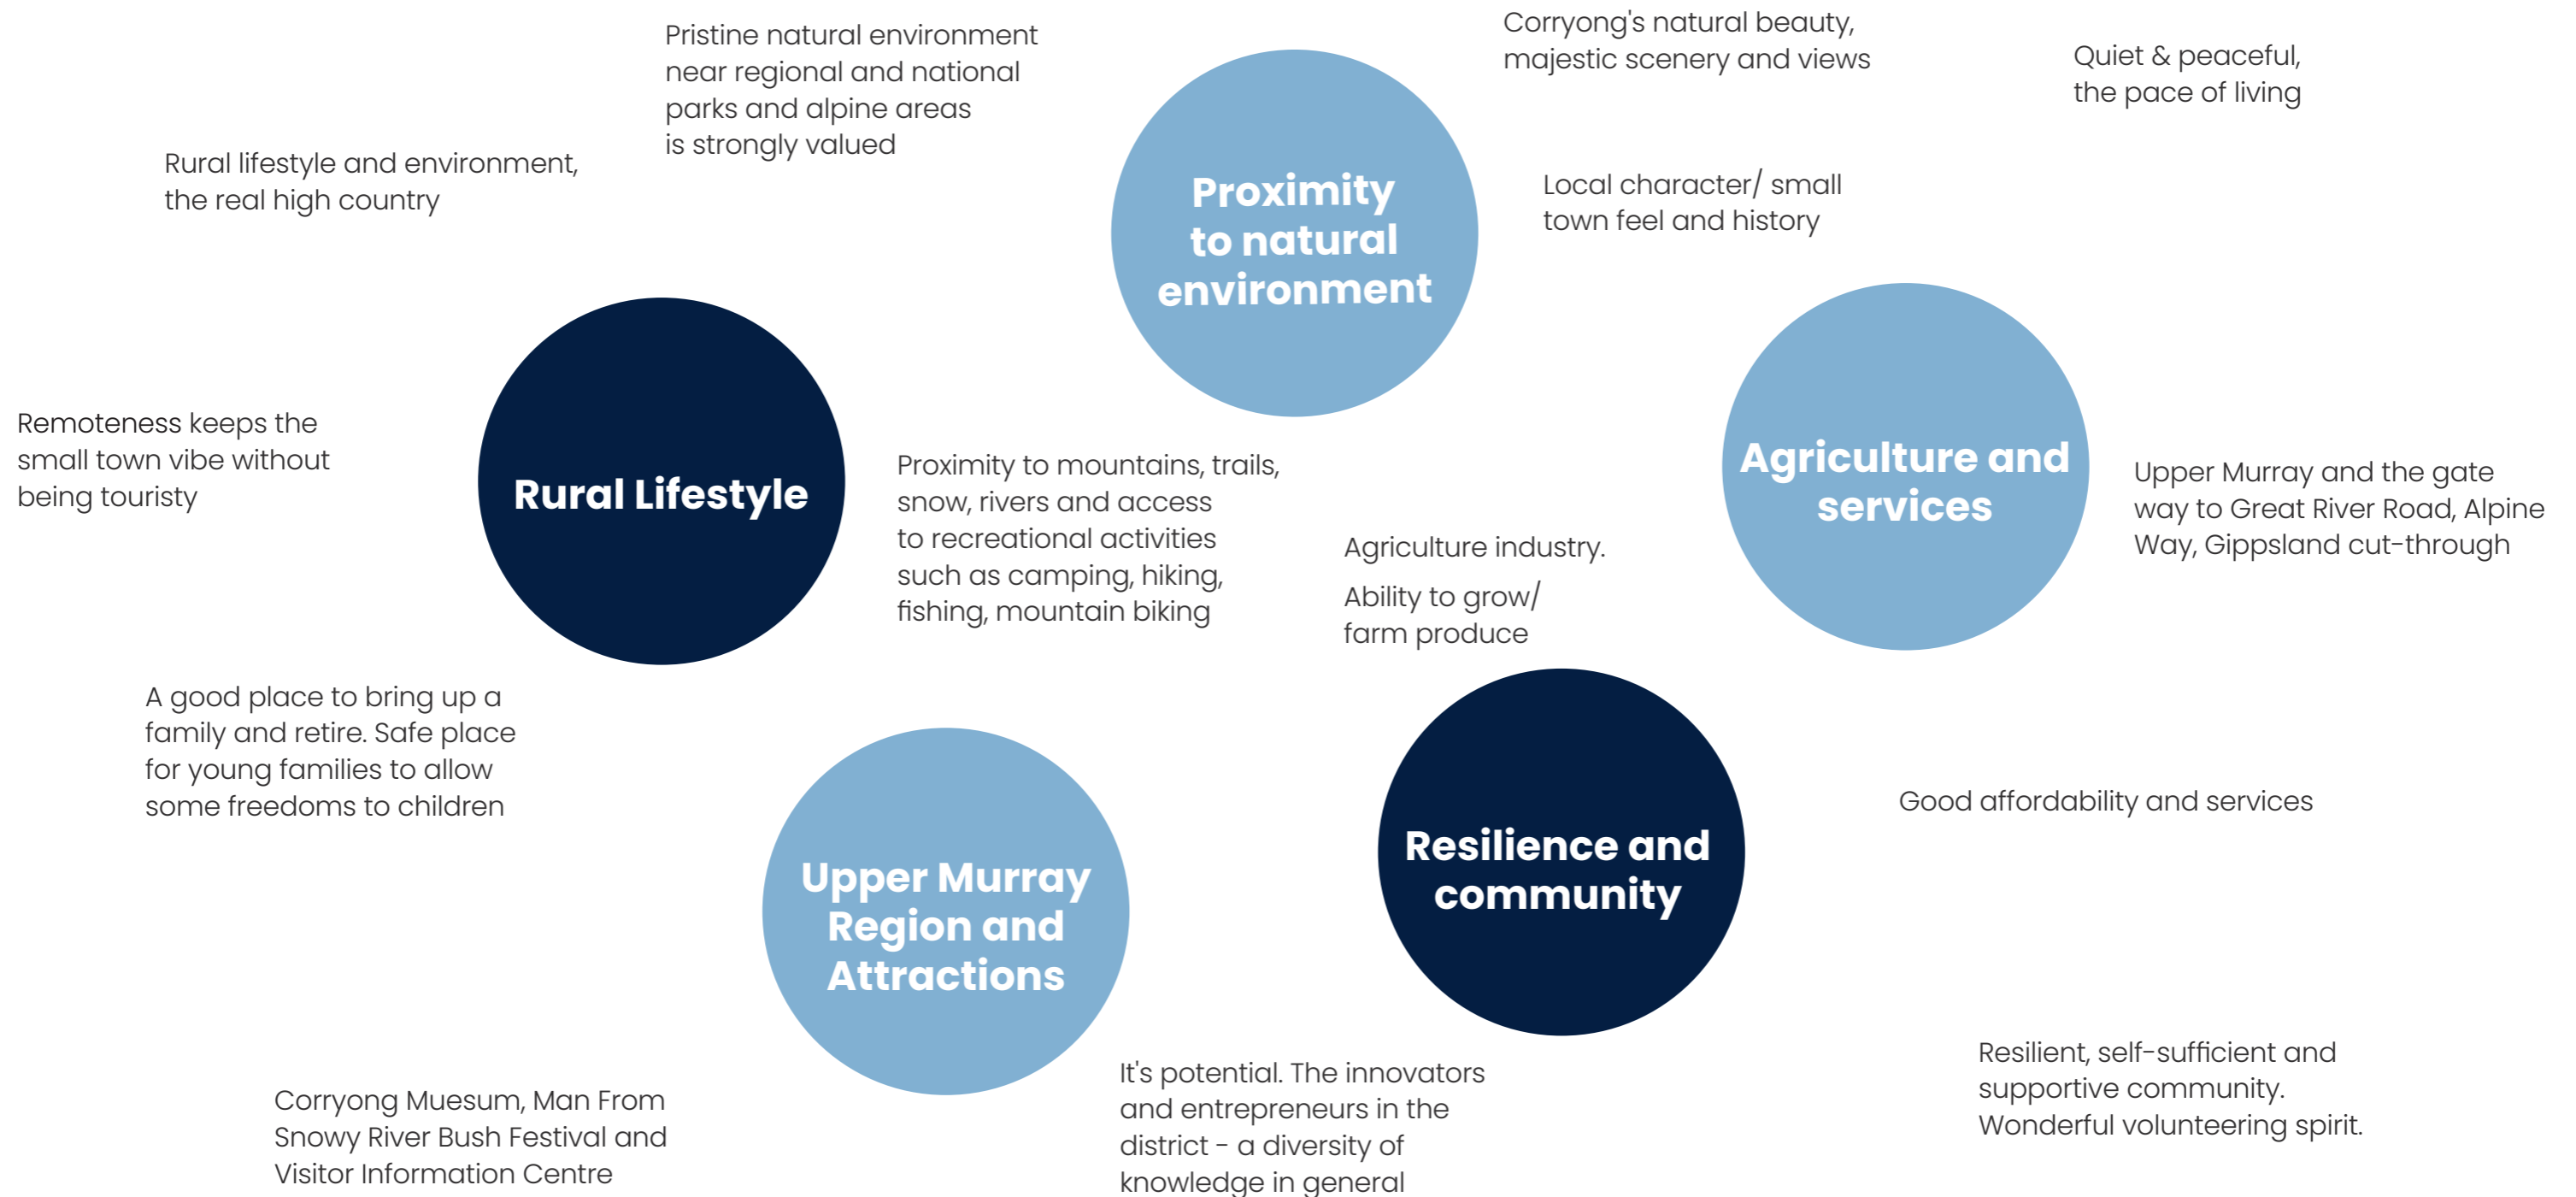 Pristine natural environment
near regional and national
parks and alpine areas
is strongly valued
Corryong's natural beauty,
majestic scenery and views
Quiet & peaceful,
the pace of living
Rural lifestyle and environment,
the real high country
Proximity
to natural
environment
Local character/ small
town feel and history
Remoteness keeps the
small town vibe without
being touristy
Rural Lifestyle
Proximity to mountains, trails,
snow, rivers and access
to recreational activities
such as camping, hiking,
fishing, mountain biking
Agriculture industry.
Ability to grow/
farm produce
Agriculture and
services
Upper Murray and the gate
way to Great River Road, Alpine
Way, Gippsland cut-through
A good place to bring up a
family and retire. Safe place
for young families to allow
some freedoms to children
Upper Murray
Region and
Attractions
Resilience and
community
Good affordability and services
Corryong Muesum, Man From
Snowy River Bush Festival and
Visitor Information Centre
It's potential. The innovators
and entrepreneurs in the
district - a diversity of
knowledge in general
Resilient, self-sufficient and
supportive community.
Wonderful volunteering spirit.